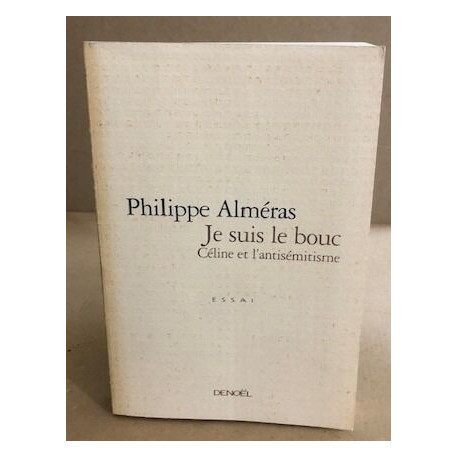 Philippe Alméras
Je suis le bouc
Céline et l'antisémitisme
ESSAI
DENOËL